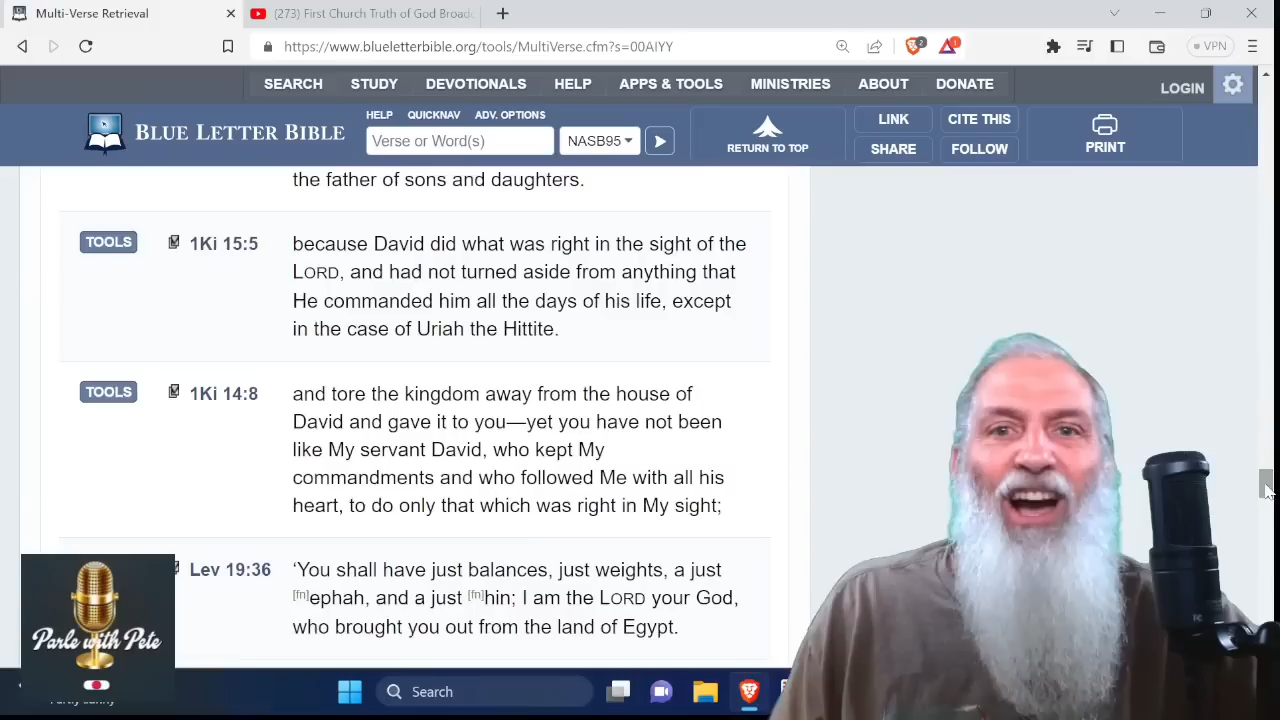 Multi-Verse Retrieval
(273) First Church Truth of God Broad
https://www.blueletterbible.org/tools/MultiVerse.cfm?s=00AIYY
2
1
VPN
SEARCH STUDY DEVOTIONALS HELP APPS & TOOLS MINISTRIES ABOUT DONATE
LOGIN
BLUE LETTER BIBLE
HELP QUICKNAV ADV. OPTIONS
Verse or Word(s)
NASB95
RETURN TO TOP
LINK
CITE THIS
SHARE
FOLLOW
PRINT
the father of sons and daughters.
TOOLS
1Ki 15:5
because David did what was right in the sight of the
LORD, and had not turned aside from anything that
He commanded him all the days of his life, except
in the case of Uriah the Hittite.
TOOLS
1Ki 14:8
and tore the kingdom away from the house of
David and gave it to you—yet you have not been
like My servant David, who kept My
commandments and who followed Me with all his
heart, to do only that which was right in My sight;
Lev 19:36
‘You shall have just balances, just weights, a just
[fn]ephah, and a just [fn]hin; I am the LORD your God,
who brought you out from the land of Egypt.
Parle with Pete
Partly sunny
Search